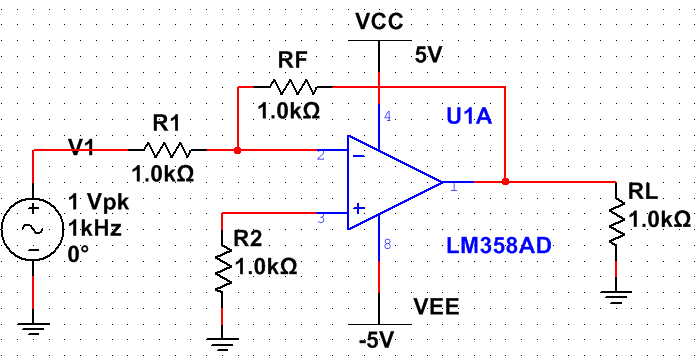 VCC
5V
RF
1.0kΩ
4
U1A
R1
V1
1.0kΩ
2
1 Vpk
1kHz
0°
3
1
RL
1.0kΩ
R2
1.0kΩ
8
LM358AD
VEE
-5V